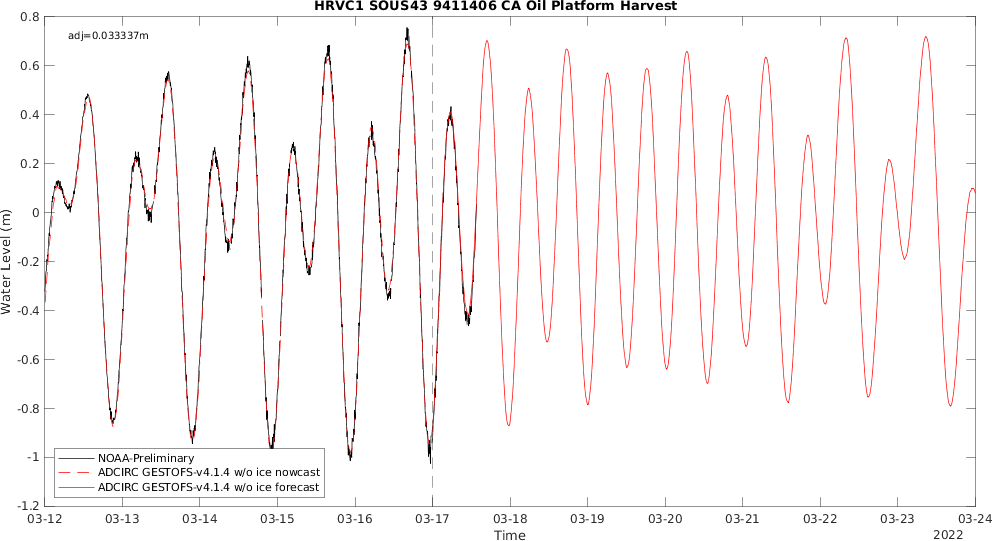 HRVC1 SOUS43 9411406 CA Oil Platform Harvest
adj=0.033337m
0.8
0.6
0.4
0.2
0
-0.2
-0.4
-0.6
-0.8
-1
-1.2
Water Level (m)
NOAA-Preliminary
ADCIRC GESTOFS-v4.1.4 w/o ice nowcast
ADCIRC GESTOFS-v4.1.4 w/o ice forecast
03-12 03-13 03-14 03-15 03-16 03-17 03-18 03-19 03-20 03-21 03-22 03-23 03-24
Time
2022